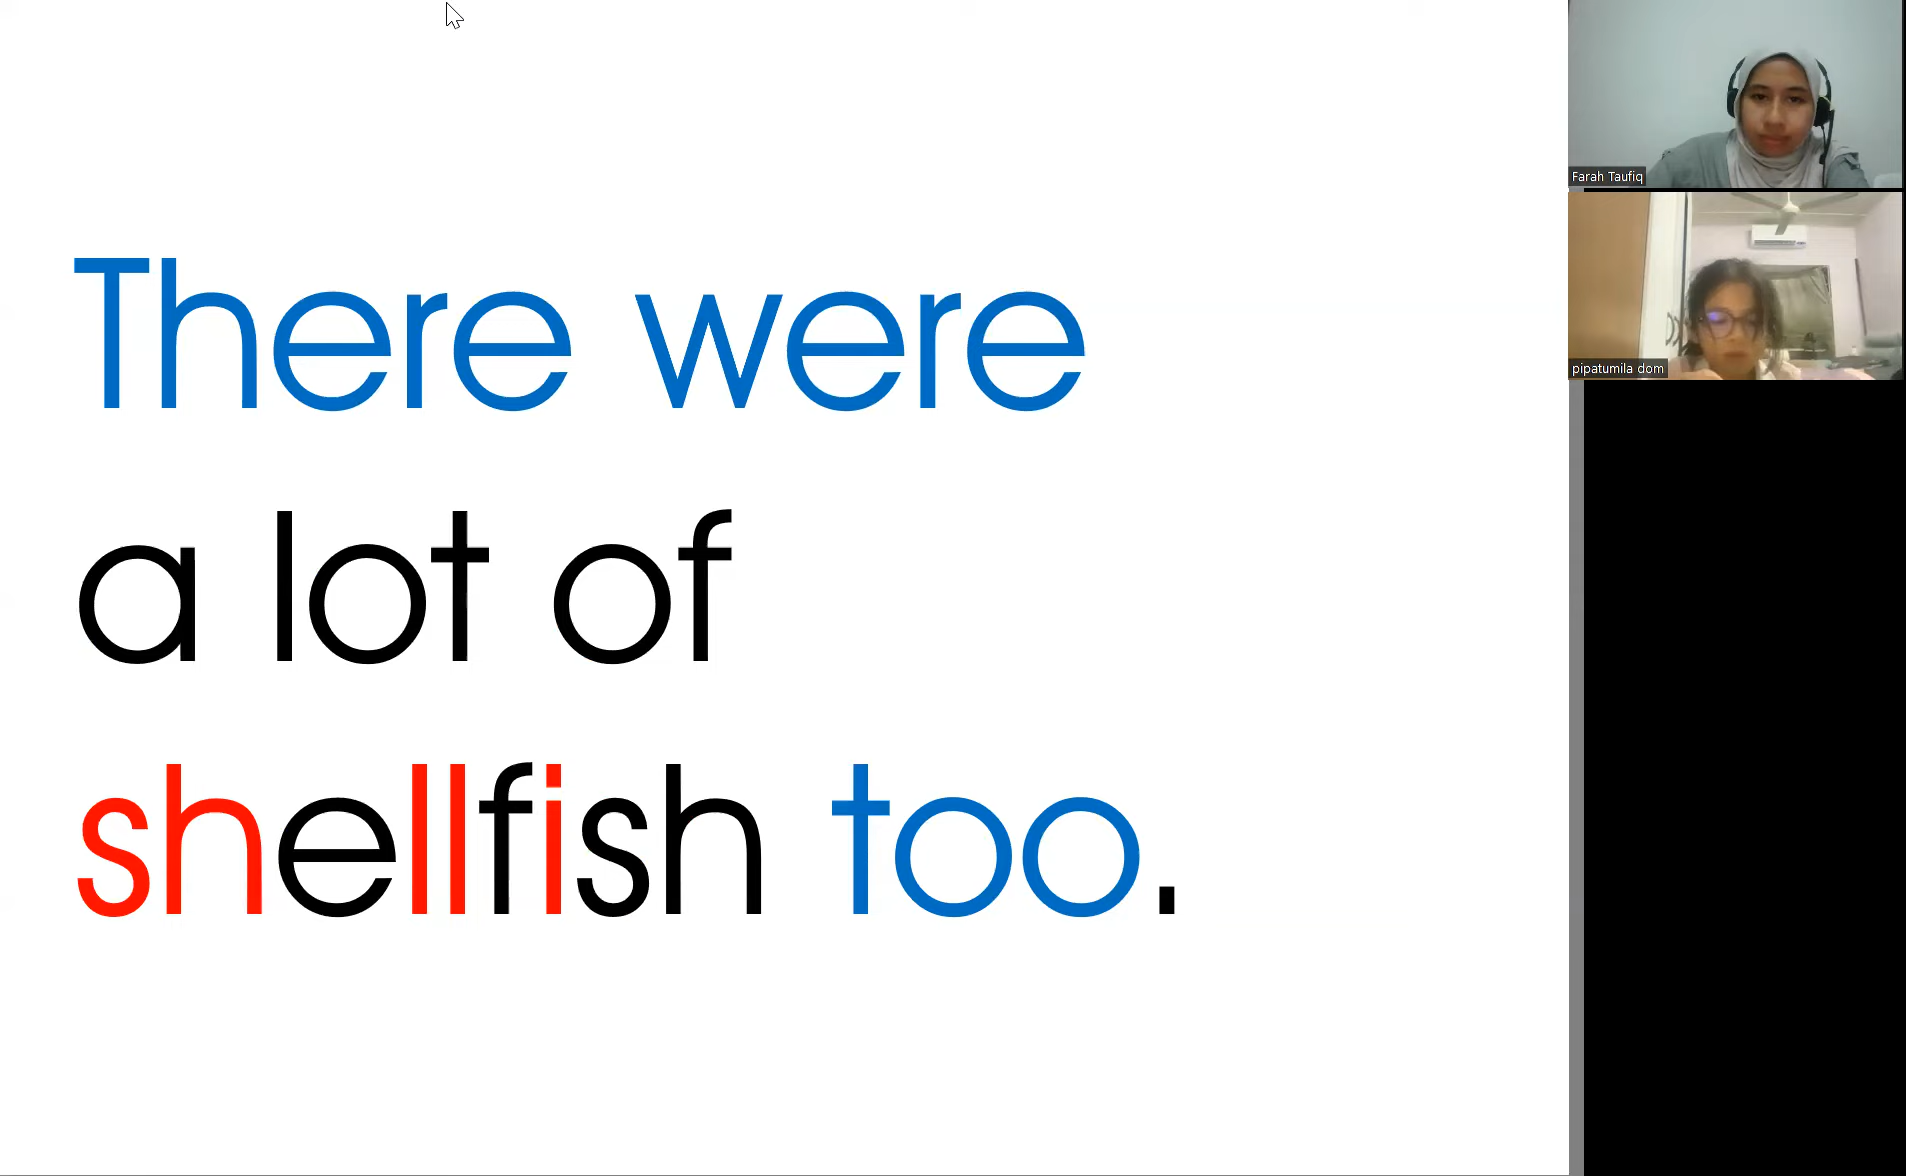 There were
a lot of
shellfish too.
Farah Taufiq
pipatumila dom